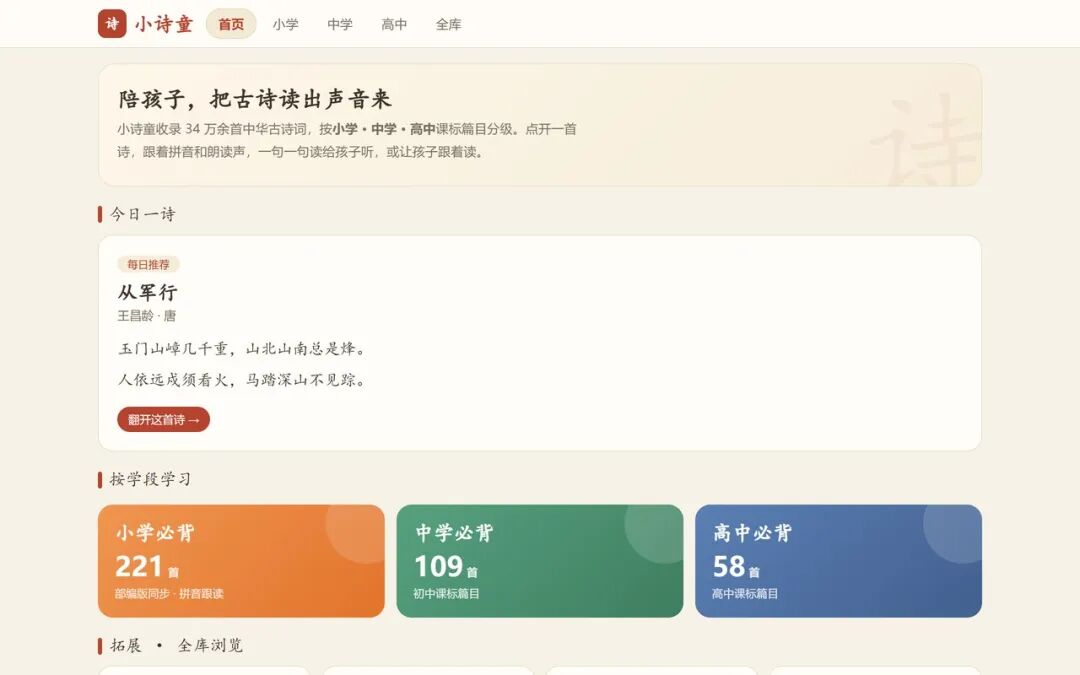 诗 小诗童 首页 小学 中学 高中 全库
陪孩子，把古诗读出声音来
小诗童收录 34 万余首中华古诗词，按小学·中学·高中课标篇目分级。点开一首
诗，跟着拼音和朗读声，一句一句读给孩子听，或让孩子跟着读。
诗
今日一诗
每日推荐
从军行
王昌龄 · 唐
玉门山嶂几千重，山北山南总是烽。
人依远戍须看火，马踏深山不见踪。
翻开这首诗 →
按学段学习
小学必背
221 首
部编版同步 · 拼音跟读
中学必背
109 首
初中课标篇目
高中必背
58 首
高中课标篇目
拓展 · 全库浏览